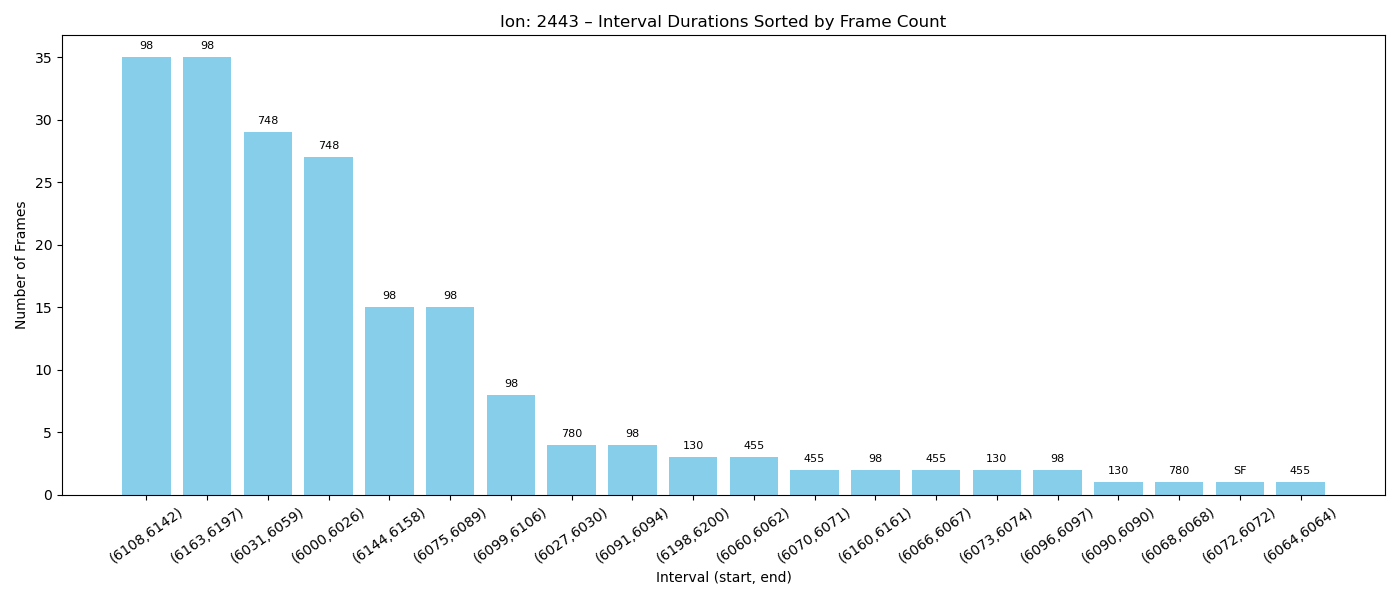 Ion: 2443 – Interval Durations Sorted by Frame Count
98 98 748 748 98 98 98 780 98 130 455 455 98 455 130 98 130 780 SF 455
Number of Frames
35
30
25
20
15
10
5
0
(6108,6142) (6163,6197) (6031,6059) (6000,6026) (6144,6158) (6075,6089) (6099,6106) (6027,6030) (6091,6094) (6198,6200) (6060,6062) (6070,6071) (6160,6161) (6066,6067) (6073,6074) (6096,6097) (6090,6090) (6068,6068) (6072,6072) (6064,6064)
Interval (start, end)